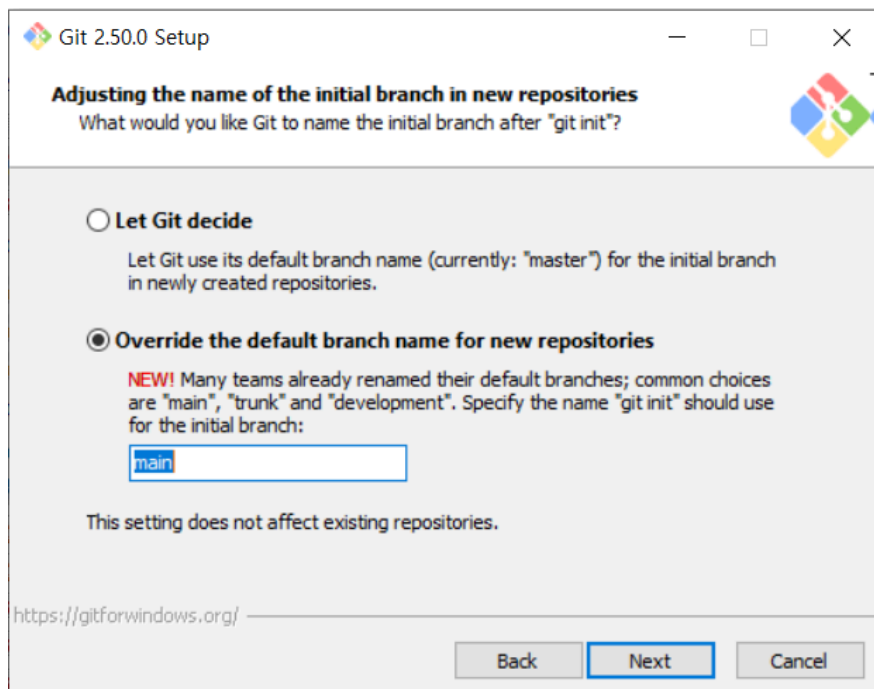 Git 2.50.0 Setup
Adjusting the name of the initial branch in new repositories
What would you like Git to name the initial branch after "git init"?
Let Git decide
Let Git use its default branch name (currently: "master") for the initial branch
in newly created repositories.
Override the default branch name for new repositories
NEW! Many teams already renamed their default branches; common choices
are "main", "trunk" and "development". Specify the name "git init" should use
for the initial branch:
main
This setting does not affect existing repositories.
https://gitforwindows.org/
Back
Next
Cancel